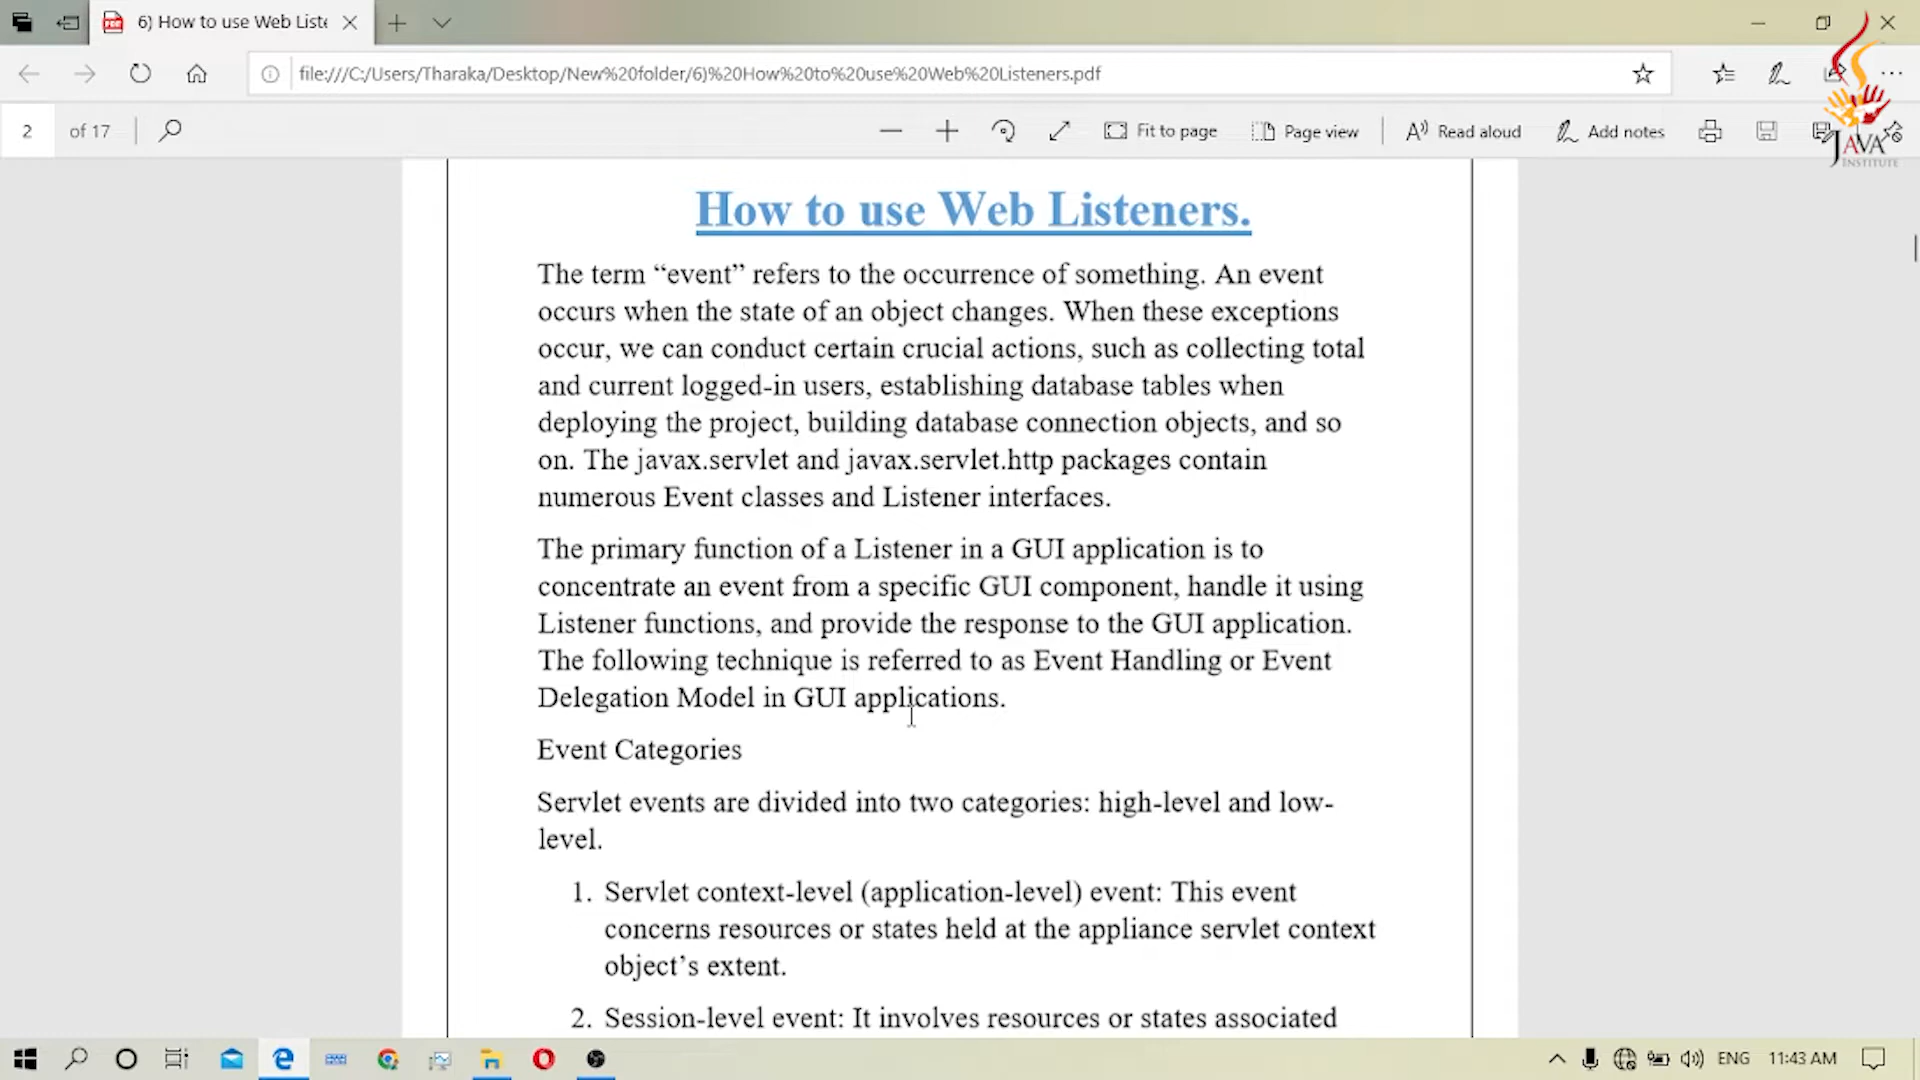 6) How to use Web Liste
file:///C:/Users/Tharaka/Desktop/New%20folder/6)%20How%20to%20use%20Web%20Listeners.pdf
2 of 17
Fit to page
Page view
Read aloud
Add notes
JAVA
INSTITUTE
How to use Web Listeners.
The term “event” refers to the occurrence of something. An event
occurs when the state of an object changes. When these exceptions
occur, we can conduct certain crucial actions, such as collecting total
and current logged-in users, establishing database tables when
deploying the project, building database connection objects, and so
on. The javax.servlet and javax.servlet.http packages contain
numerous Event classes and Listener interfaces.
The primary function of a Listener in a GUI application is to
concentrate an event from a specific GUI component, handle it using
Listener functions, and provide the response to the GUI application.
The following technique is referred to as Event Handling or Event
Delegation Model in GUI applications.
Event Categories
Servlet events are divided into two categories: high-level and low-
level.
1. Servlet context-level (application-level) event: This event
concerns resources or states held at the appliance servlet context
object’s extent.
2. Session-level event: It involves resources or states associated
ENG
11:43 AM